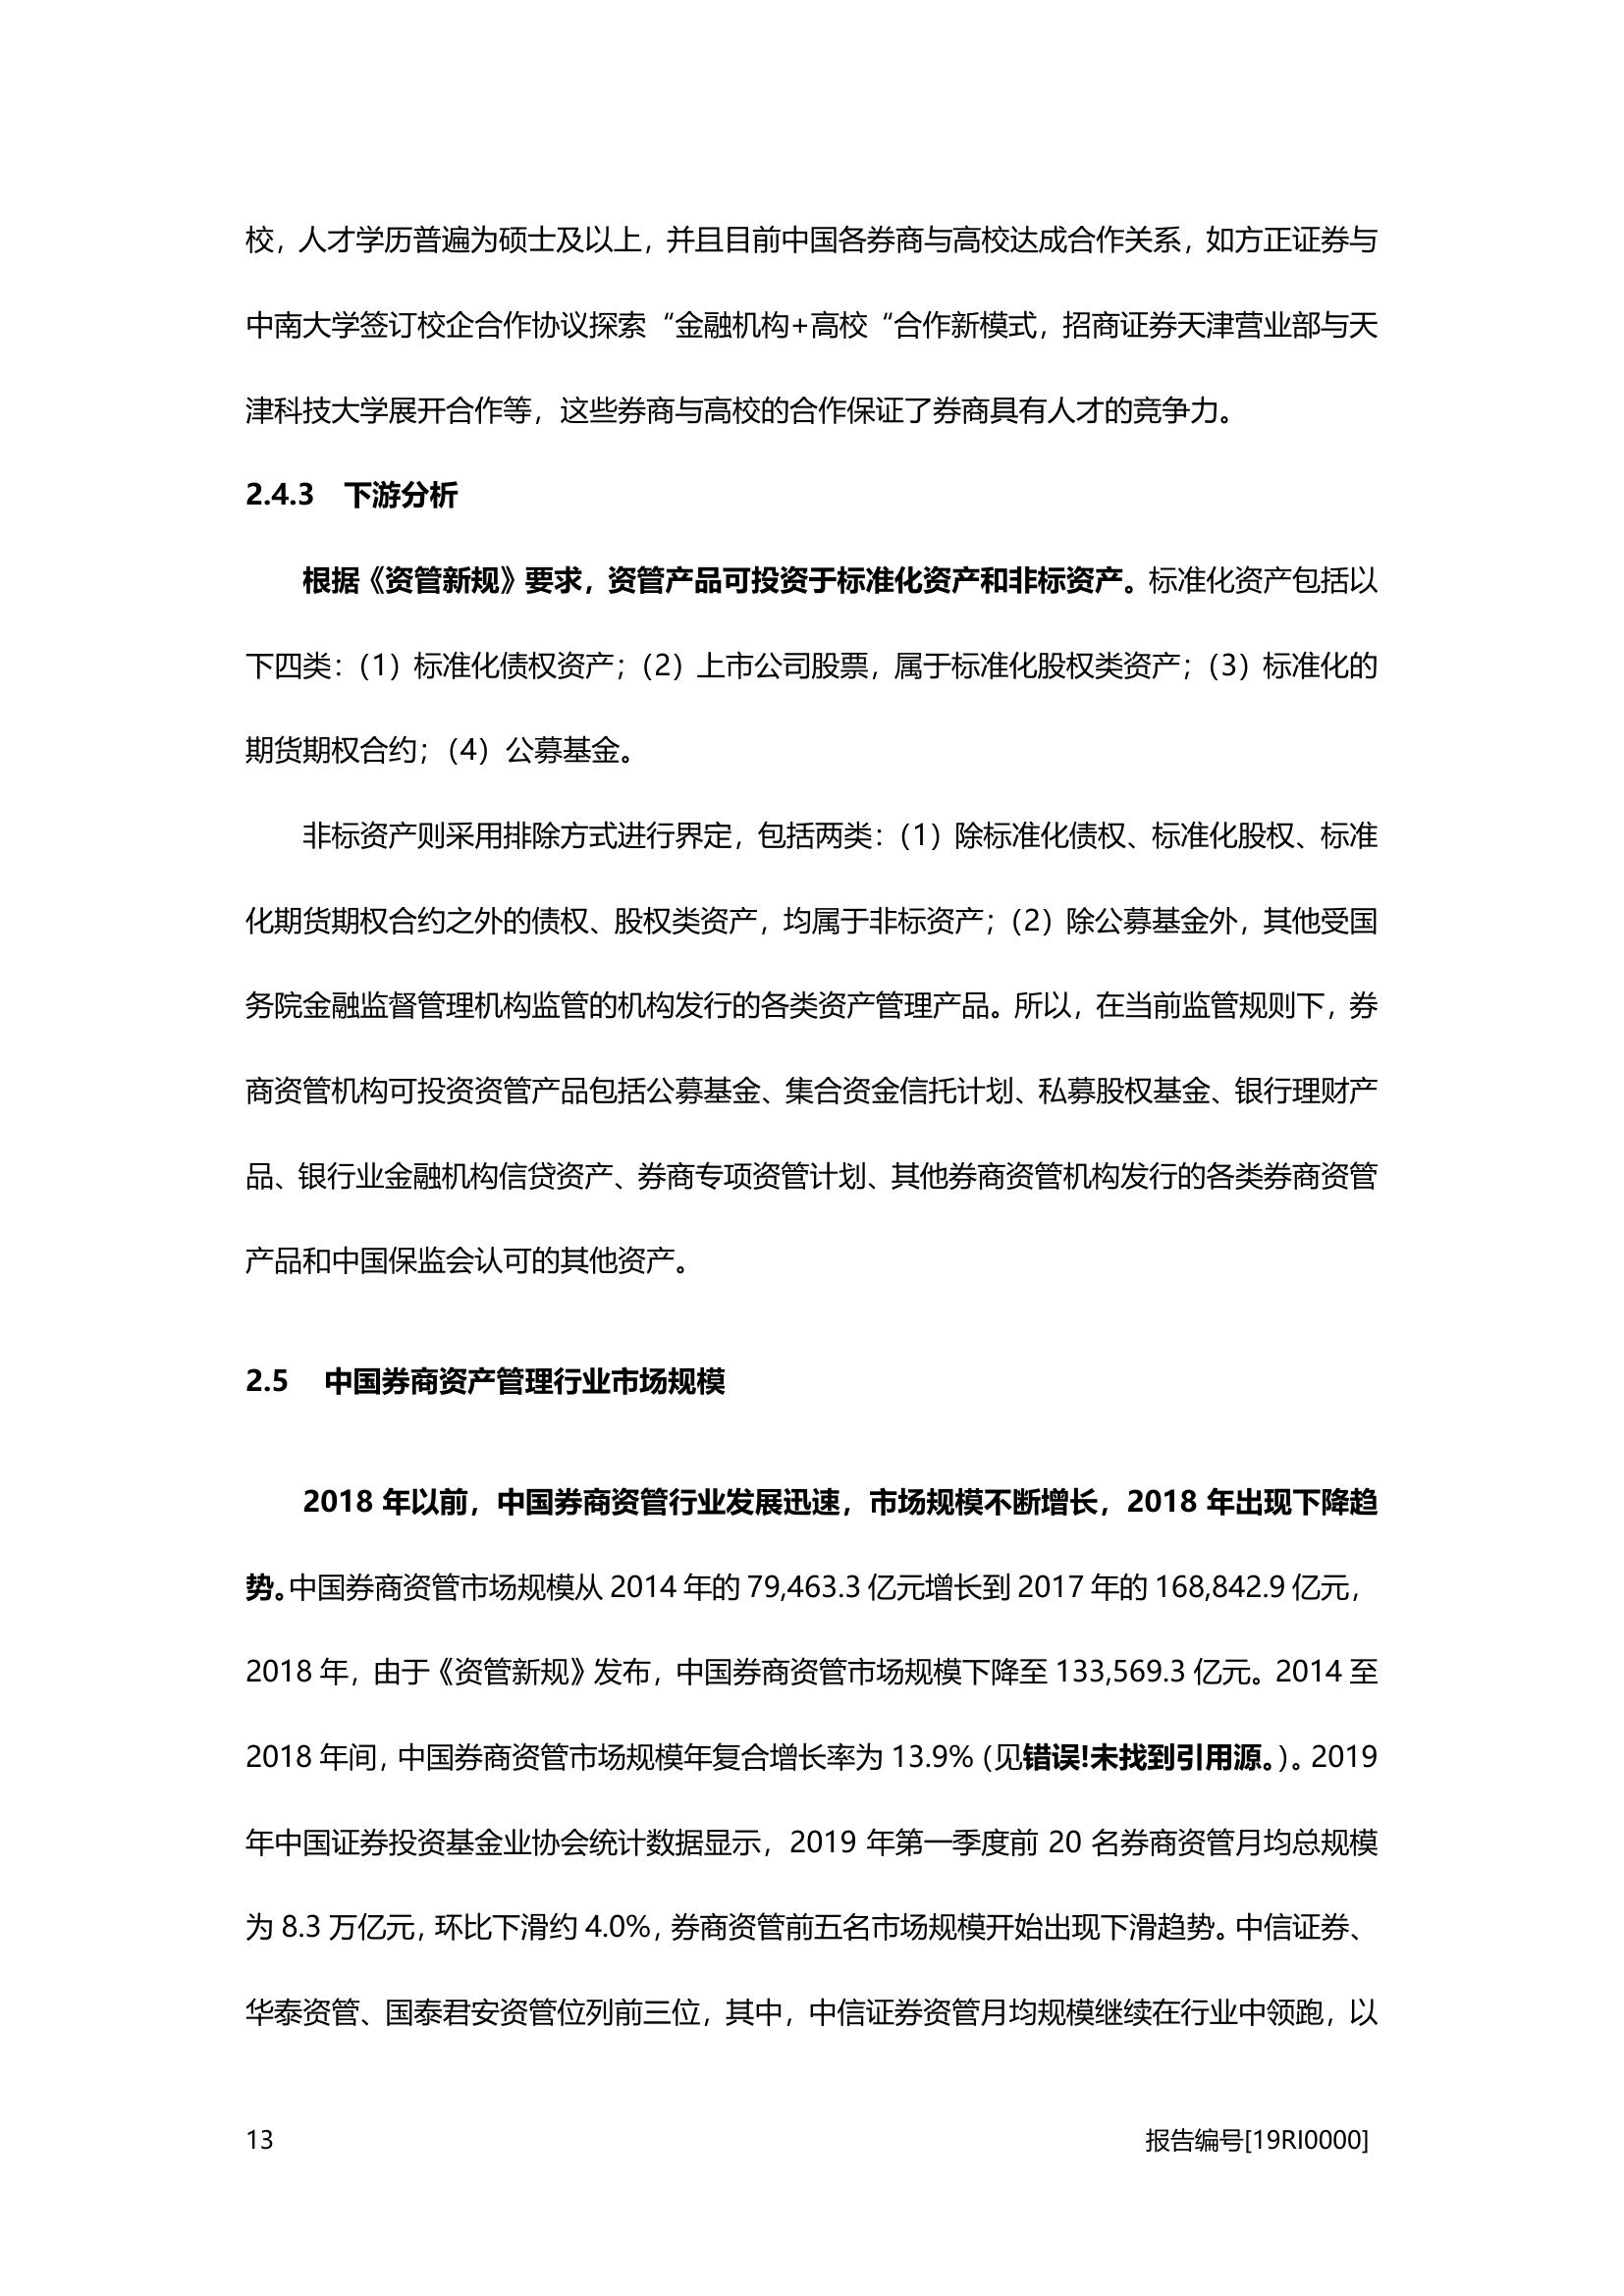 校，人才学历普遍为硕士及以上，并且目前中国各券商与高校达成合作关系，如方正证券与
中南大学签订校企合作协议探索“金融机构+高校“合作新模式，招商证券天津营业部与天
津科技大学展开合作等，这些券商与高校的合作保证了券商具有人才的竞争力。
2.4.3 下游分析
根据《资管新规》要求，资管产品可投资于标准化资产和非标资产。标准化资产包括以
下四类：（1）标准化债权资产；（2）上市公司股票，属于标准化股权类资产；（3）标准化的
期货期权合约；（4）公募基金。
非标资产则采用排除方式进行界定，包括两类：（1）除标准化债权、标准化股权、标准
化期货期权合约之外的债权、股权类资产，均属于非标资产；（2）除公募基金外，其他受国
务院金融监督管理机构监管的机构发行的各类资产管理产品。所以，在当前监管规则下，券
商资管机构可投资资管产品包括公募基金、集合资金信托计划、私募股权基金、银行理财产
品、银行业金融机构信贷资产、券商专项资管计划、其他券商资管机构发行的各类券商资管
产品和中国保监会认可的其他资产。
2.5 中国券商资产管理行业市场规模
2018 年以前，中国券商资管行业发展迅速，市场规模不断增长，2018 年出现下降趋
势。中国券商资管市场规模从 2014 年的 79,463.3 亿元增长到 2017 年的 168,842.9 亿元，
2018 年，由于《资管新规》发布，中国券商资管市场规模下降至 133,569.3 亿元。2014 至
2018 年间，中国券商资管市场规模年复合增长率为 13.9%（见错误!未找到引用源。）。2019
年中国证券投资基金业协会统计数据显示，2019 年第一季度前 20 名券商资管月均总规模
为 8.3 万亿元，环比下滑约 4.0%，券商资管前五名市场规模开始出现下滑趋势。中信证券、
华泰资管、国泰君安资管位列前三位，其中，中信证券资管月均规模继续在行业中领跑，以
13 报告编号[19RI0000]